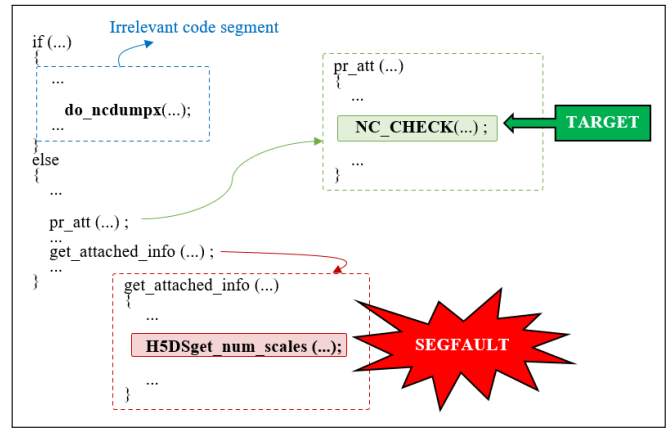 Irrelevant code segment
if (...)
{
...
do_ncdumpx(...);
...
}
else
{
...
pr_att (...) ;
...
get_attached_info (...) ;
...
}
pr_att (...)
{
...
NC_CHECK(...) ;
...
}
TARGET
get_attached_info (...)
{
...
H5DSget_num_scales (...);
...
}
SEGFAULT